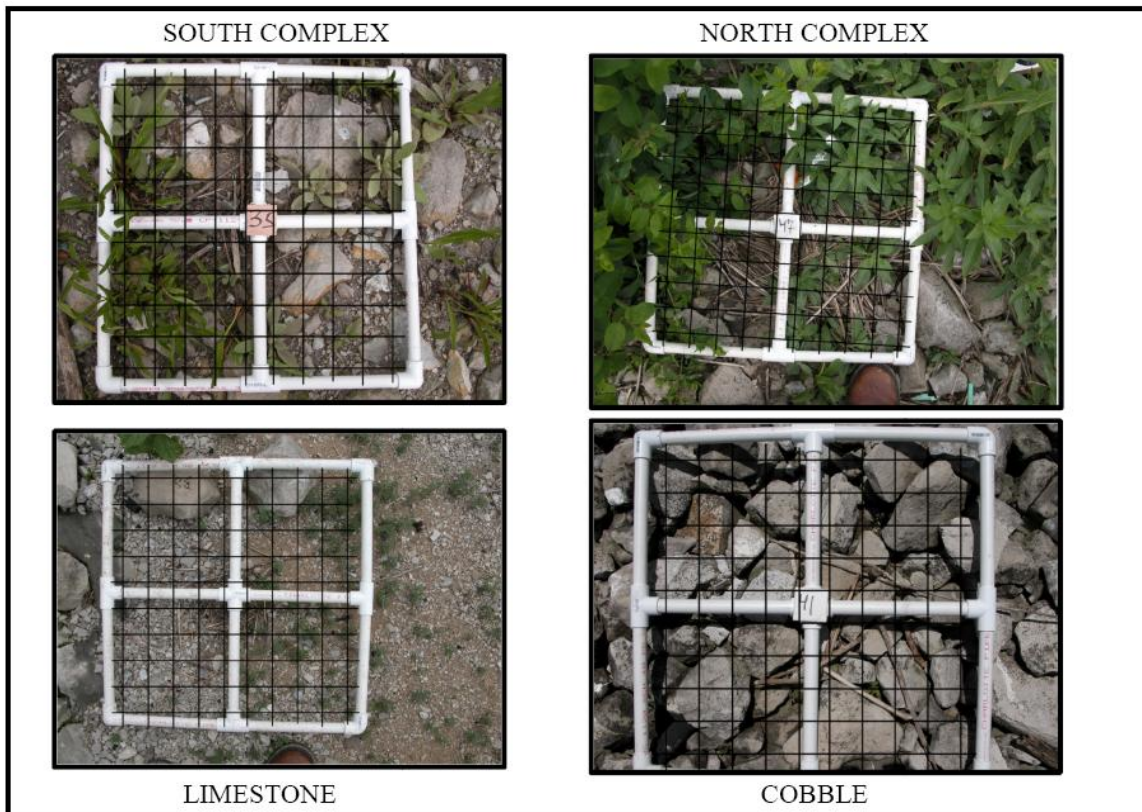 SOUTH COMPLEX
NORTH COMPLEX
35
47
41
LIMESTONE
COBBLE